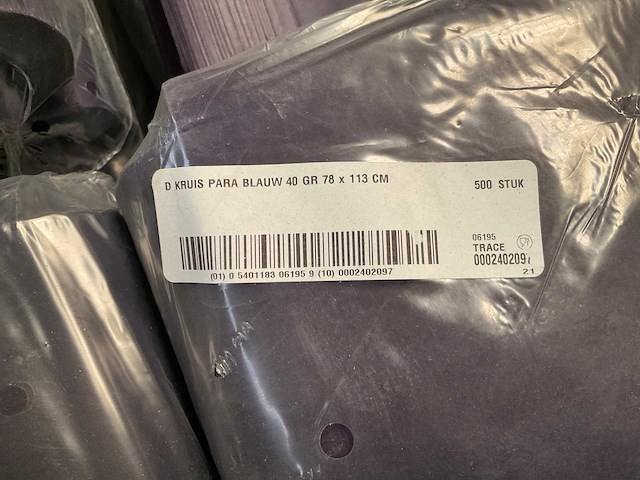 D KRUIS PARA BLAUW 40 GR 78 x 113 CM
500 STUK
06195
TRACE
0002402097
21
(01) 0 5401183 06195 9 (10) 0002402097